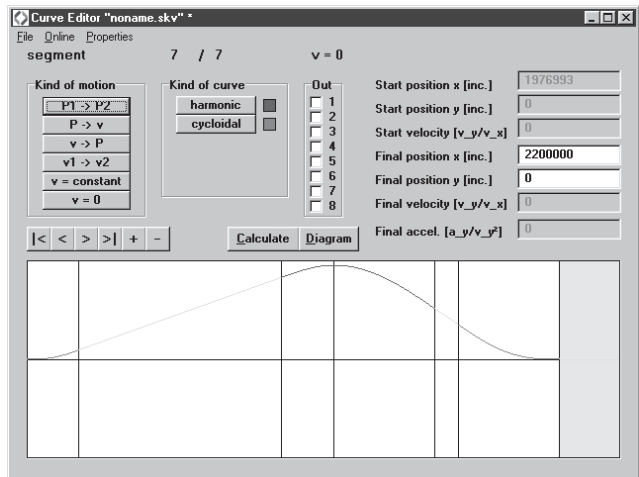 Curve Editor "noname.skv" *
File Online Properties
segment 7 / 7 v = 0
Kind of motion
P1 -> P2
P -> v
v -> P
v1 -> v2
v = constant
v = 0
Kind of curve
harmonic
cycloidal
Out
1
2
3
4
5
6
7
8
Start position x [inc.] 1976993
Start position y [inc.] 0
Start velocity [v_y/v_x] 0
Final position x [inc.] 2200000
Final position y [inc.] 0
Final velocity [v_y/v_x] 0
Final accel. [a_y/v_y²] 0
|< < > >| + - Calculate Diagram